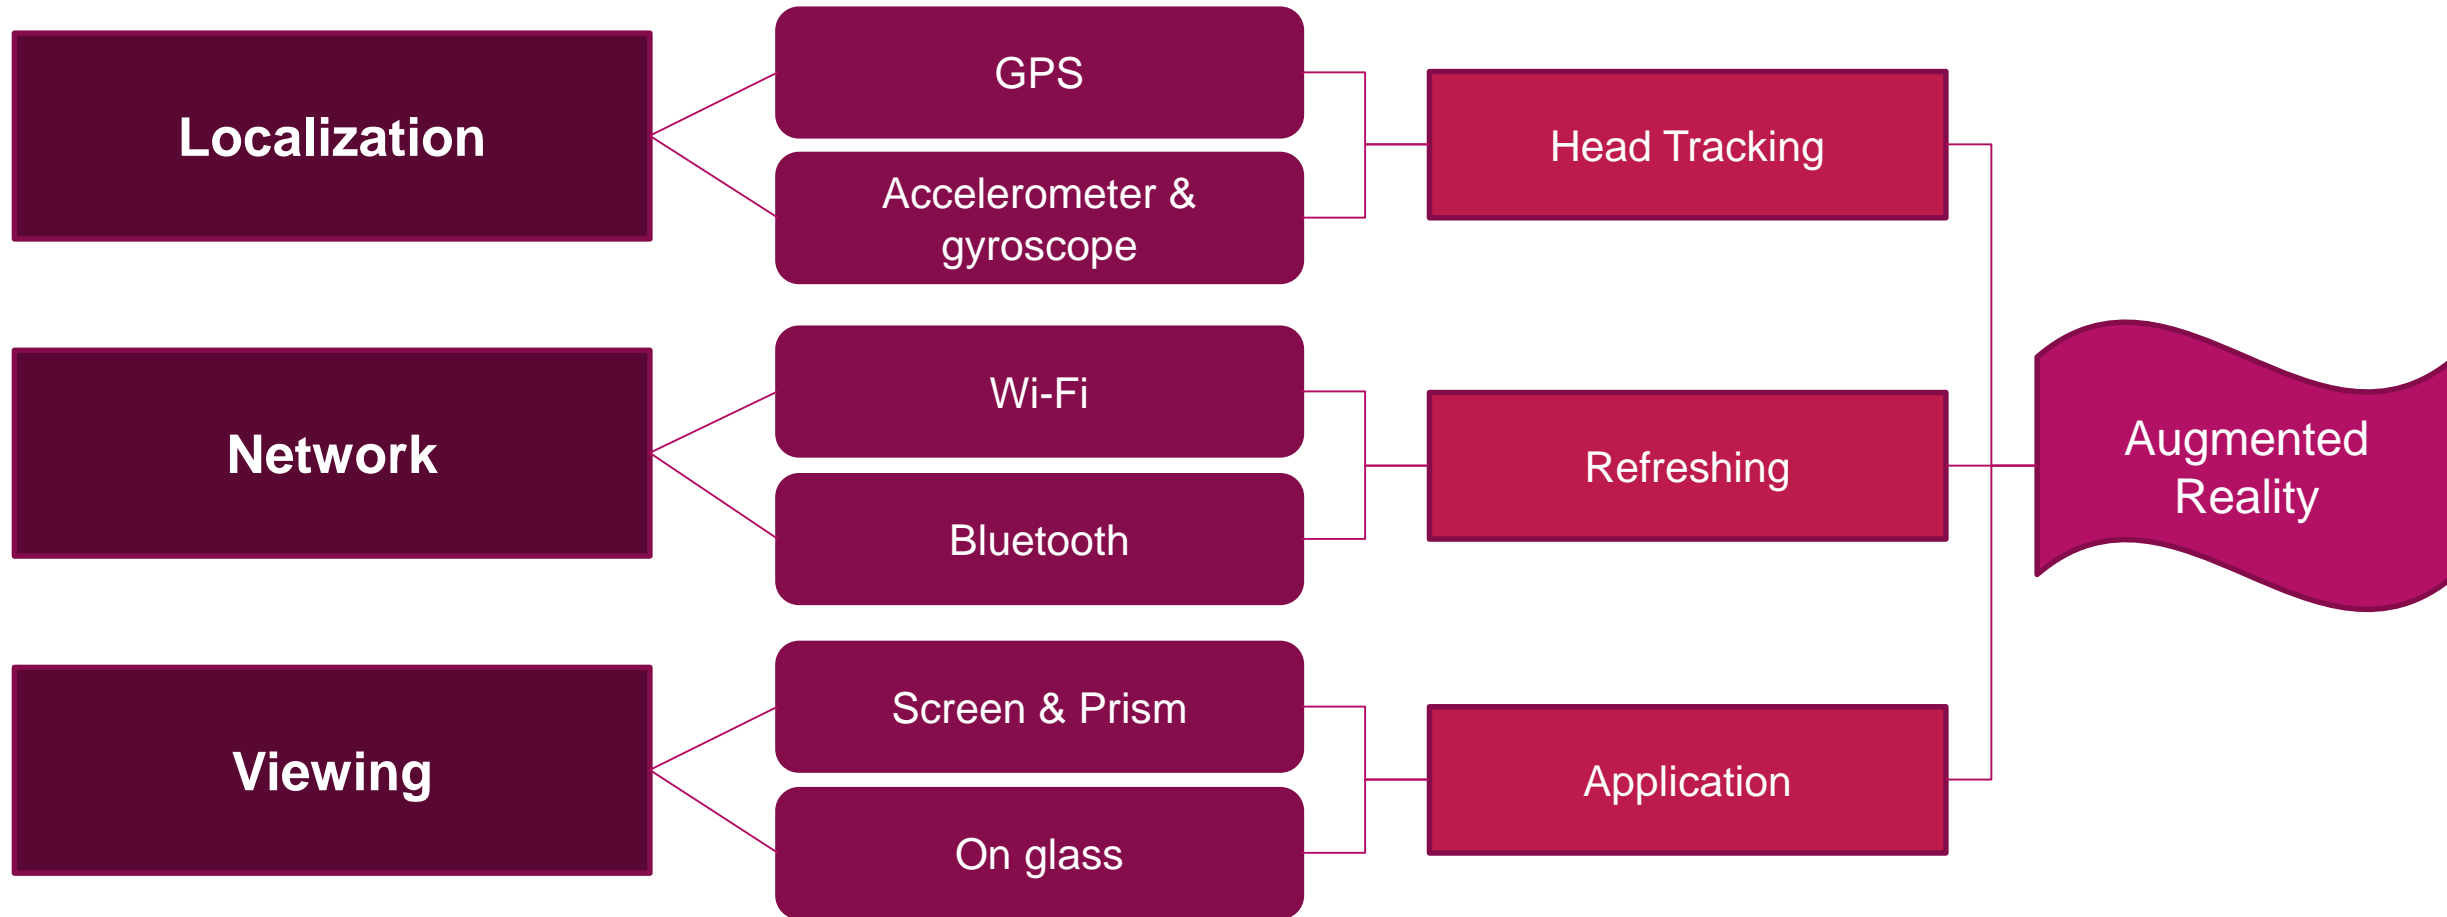 Localization
GPS
Accelerometer &
gyroscope
Head Tracking
Network
Wi-Fi
Bluetooth
Refreshing
Augmented
Reality
Viewing
Screen & Prism
On glass
Application